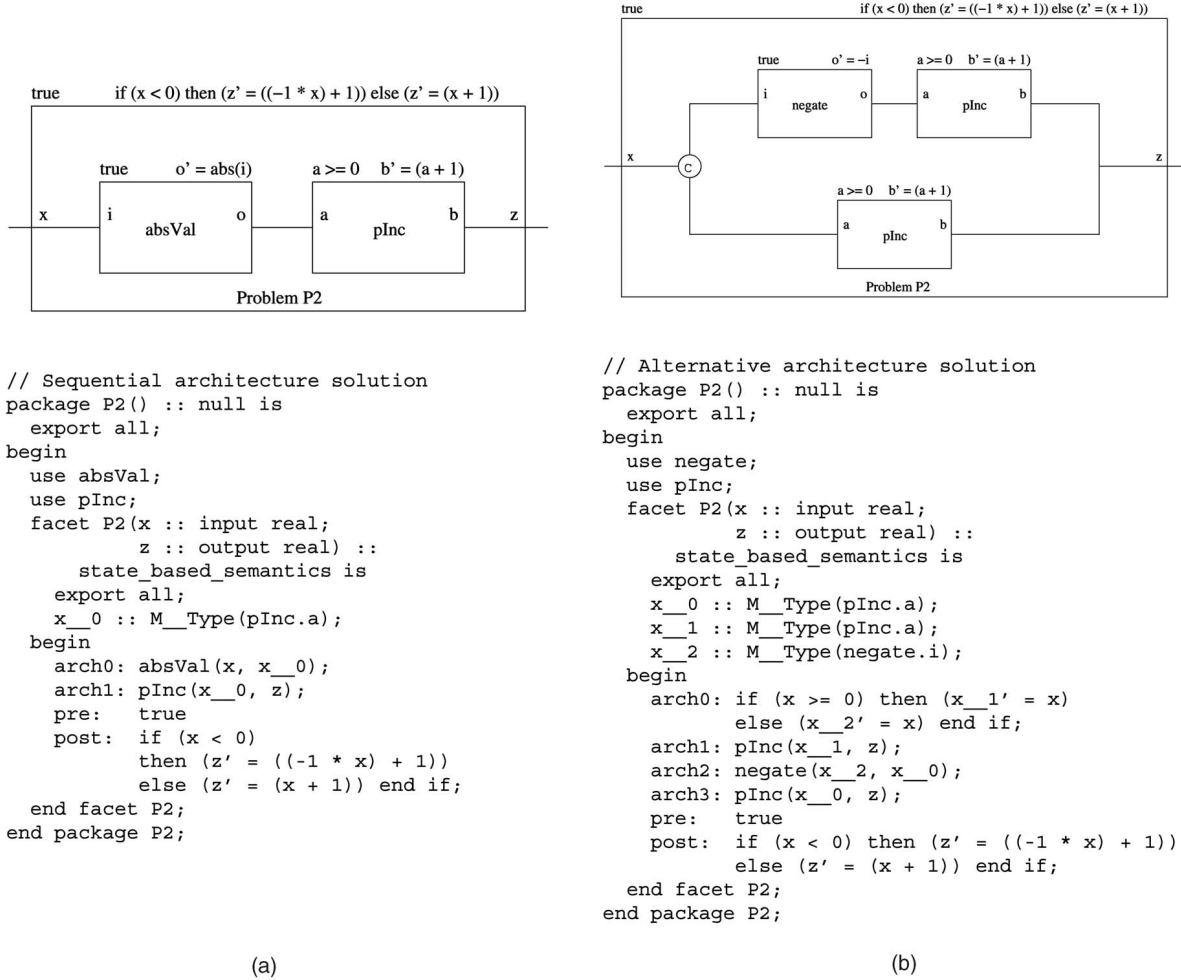 true if (x < 0) then (z' = ((-1 * x) + 1)) else (z' = (x + 1))
true o' = abs(i) a >= 0 b' = (a + 1)
x i o a b z
absVal pInc
Problem P2
// Sequential architecture solution
package P2() :: null is
export all;
begin
use absVal;
use pInc;
facet P2(x :: input real;
z :: output real) ::
state_based_semantics is
export all;
x__0 :: M__Type(pInc.a);
begin
arch0: absVal(x, x__0);
arch1: pInc(x__0, z);
pre: true
post: if (x < 0)
then (z' = ((-1 * x) + 1))
else (z' = (x + 1)) end if;
end facet P2;
end package P2;
(a)
true if (x < 0) then (z' = ((-1 * x) + 1)) else (z' = (x + 1))
true o' = -i a >= 0 b' = (a + 1)
i o a b
negate pInc
x C z
a >= 0 b' = (a + 1)
a b
pInc
Problem P2
// Alternative architecture solution
package P2() :: null is
export all;
begin
use negate;
use pInc;
facet P2(x :: input real;
z :: output real) ::
state_based_semantics is
export all;
x__0 :: M__Type(pInc.a);
x__1 :: M__Type(pInc.a);
x__2 :: M__Type(negate.i);
begin
arch0: if (x >= 0) then (x__1' = x)
else (x__2' = x) end if;
arch1: pInc(x__1, z);
arch2: negate(x__2, x__0);
arch3: pInc(x__0, z);
pre: true
post: if (x < 0) then (z' = ((-1 * x) + 1))
else (z' = (x + 1)) end if;
end facet P2;
end package P2;
(b)